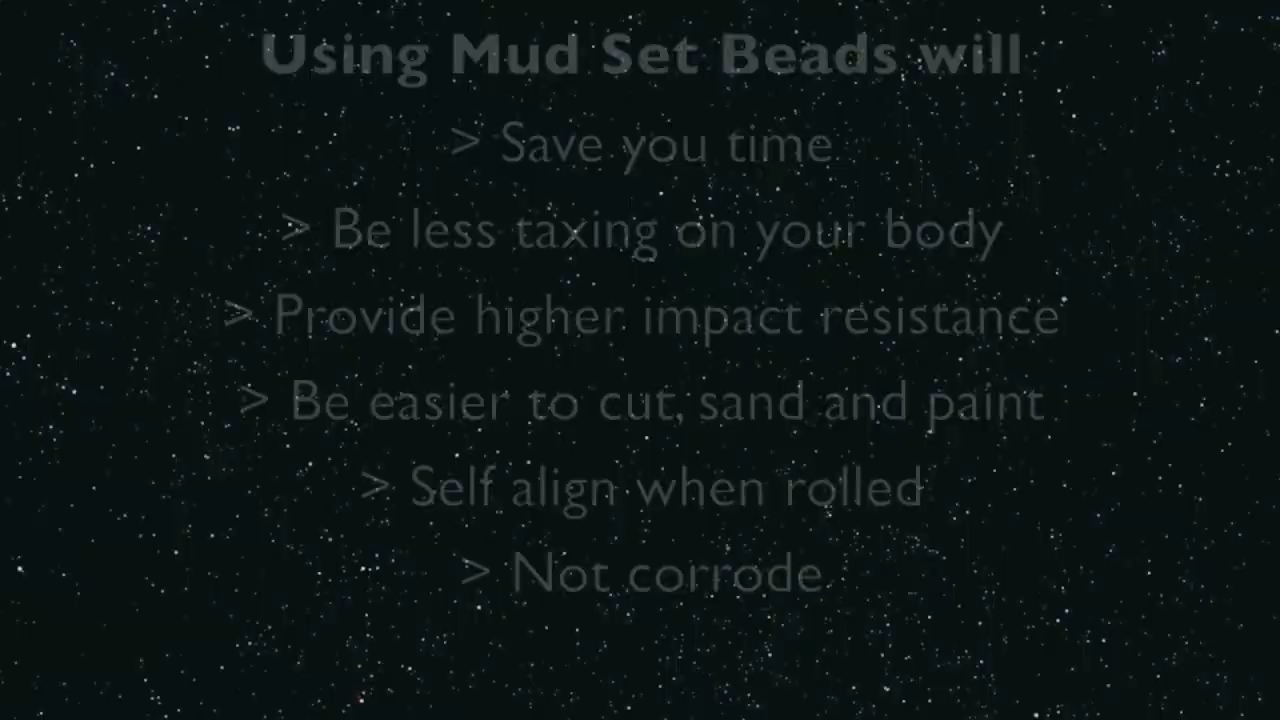 Using Mud Set Beads will
> Save you time
> Be less taxing on your body
> Provide higher impact resistance
> Be easier to cut, sand and paint
> Self align when rolled
> Not corrode